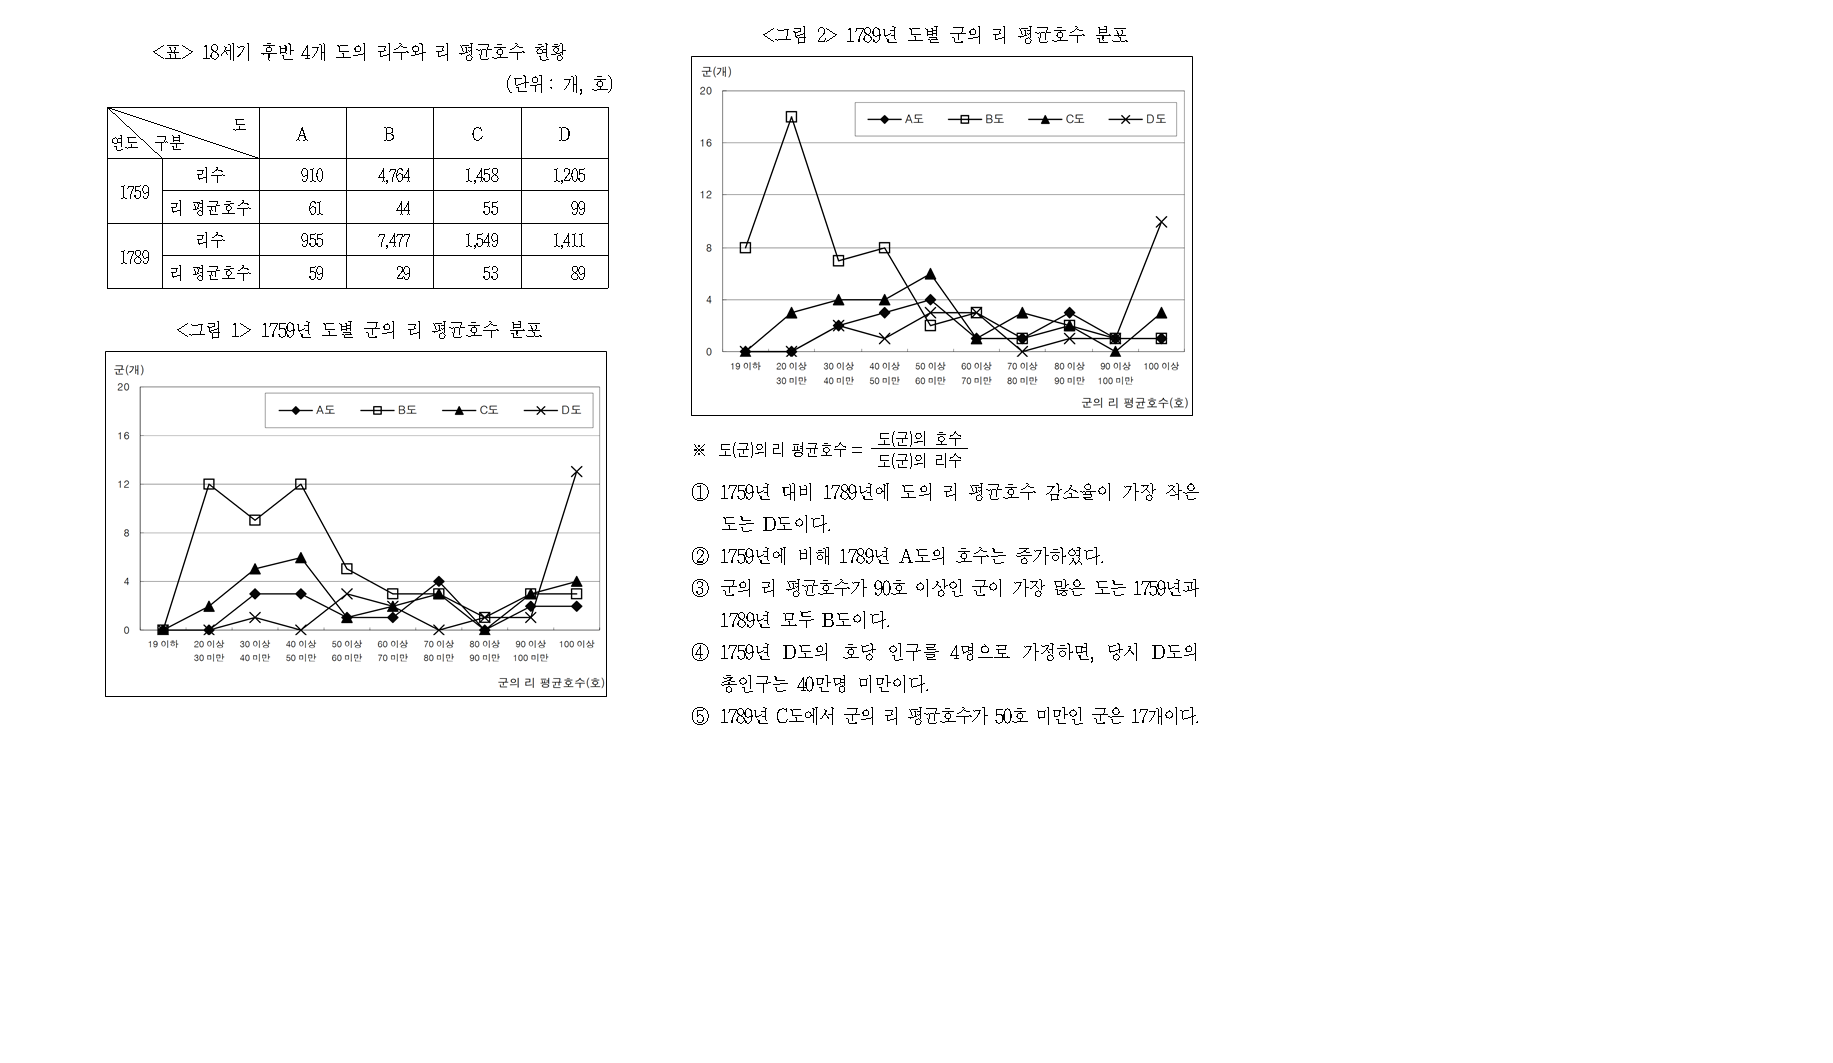 <표> 18세기 후반 4개 도의 리수와 리 평균호수 현황
(단위 : 개, 호)
도
연도 구분 A B C D
1759 리수 910 4,764 1,458 1,205
리 평균호수 61 44 55 99
1789 리수 955 7,477 1,549 1,411
리 평균호수 59 29 53 89
<그림 1> 1759년 도별 군의 리 평균호수 분포
군(개)
20
A도 B도 C도 D도
16
12
8
4
0
19 이하 20 이상 30 이상 40 이상 50 이상 60 이상 70 이상 80 이상 90 이상 100 이상
30 미만 40 미만 50 미만 60 미만 70 미만 80 미만 90 미만 100 미만
군의 리 평균호수(호)
<그림 2> 1789년 도별 군의 리 평균호수 분포
군(개)
20
A도 B도 C도 D도
16
12
8
4
0
19 이하 20 이상 30 이상 40 이상 50 이상 60 이상 70 이상 80 이상 90 이상 100 이상
30 미만 40 미만 50 미만 60 미만 70 미만 80 미만 90 미만 100 미만
군의 리 평균호수(호)
※ 도(군)의 리 평균호수 = 도(군)의 호수
도(군)의 리수
① 1759년 대비 1789년에 도의 리 평균호수 감소율이 가장 작은
도는 D도이다.
② 1759년에 비해 1789년 A도의 호수는 증가하였다.
③ 군의 리 평균호수가 90호 이상인 군이 가장 많은 도는 1759년과
1789년 모두 B도이다.
④ 1759년 D도의 호당 인구를 4명으로 가정하면, 당시 D도의
총인구는 40만명 미만이다.
⑤ 1789년 C도에서 군의 리 평균호수가 50호 미만인 군은 17개이다.